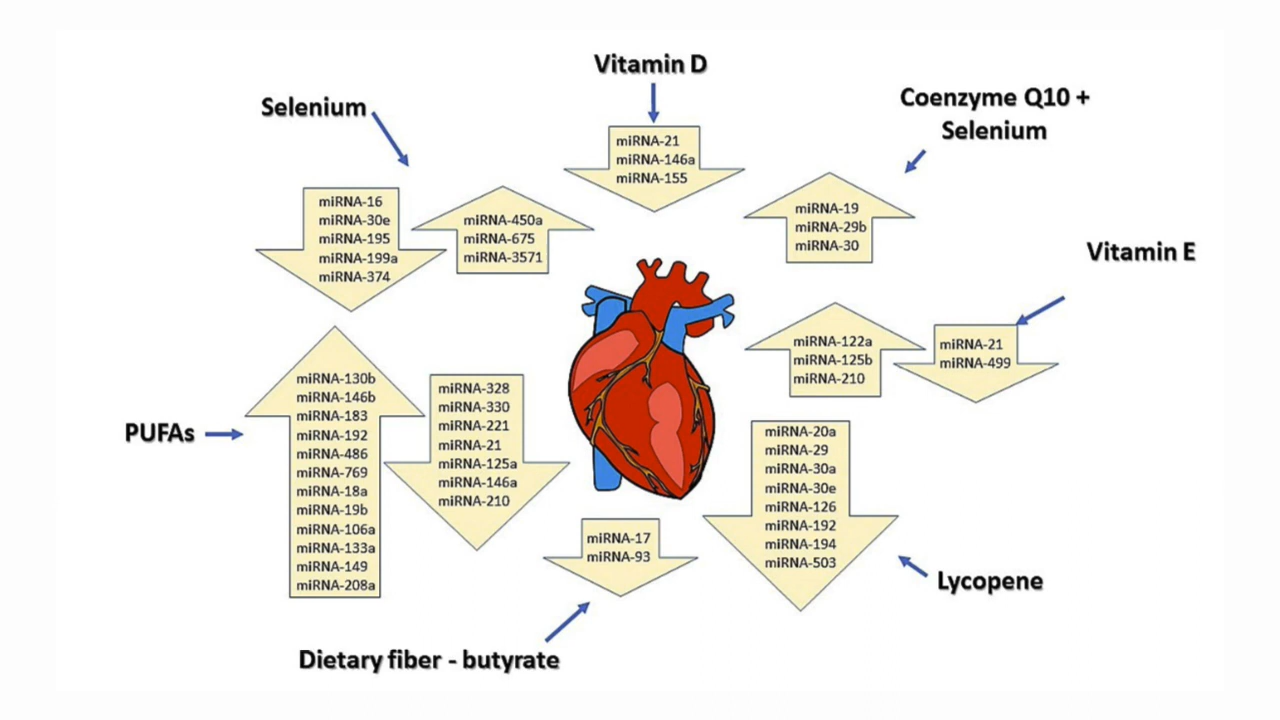 Vitamin D
miRNA-21
miRNA-146a
miRNA-155
Selenium
miRNA-16
miRNA-30e
miRNA-195
miRNA-199a
miRNA-374
miRNA-450a
miRNA-675
miRNA-3571
Coenzyme Q10 +
Selenium
miRNA-19
miRNA-29b
miRNA-30
Vitamin E
miRNA-122a
miRNA-125b
miRNA-210
miRNA-21
miRNA-499
PUFAs
miRNA-130b
miRNA-146b
miRNA-183
miRNA-192
miRNA-486
miRNA-769
miRNA-18a
miRNA-19b
miRNA-106a
miRNA-133a
miRNA-149
miRNA-208a
miRNA-328
miRNA-330
miRNA-221
miRNA-21
miRNA-125a
miRNA-146a
miRNA-210
miRNA-17
miRNA-93
Dietary fiber - butyrate
miRNA-20a
miRNA-29
miRNA-30a
miRNA-30e
miRNA-126
miRNA-192
miRNA-194
miRNA-503
Lycopene